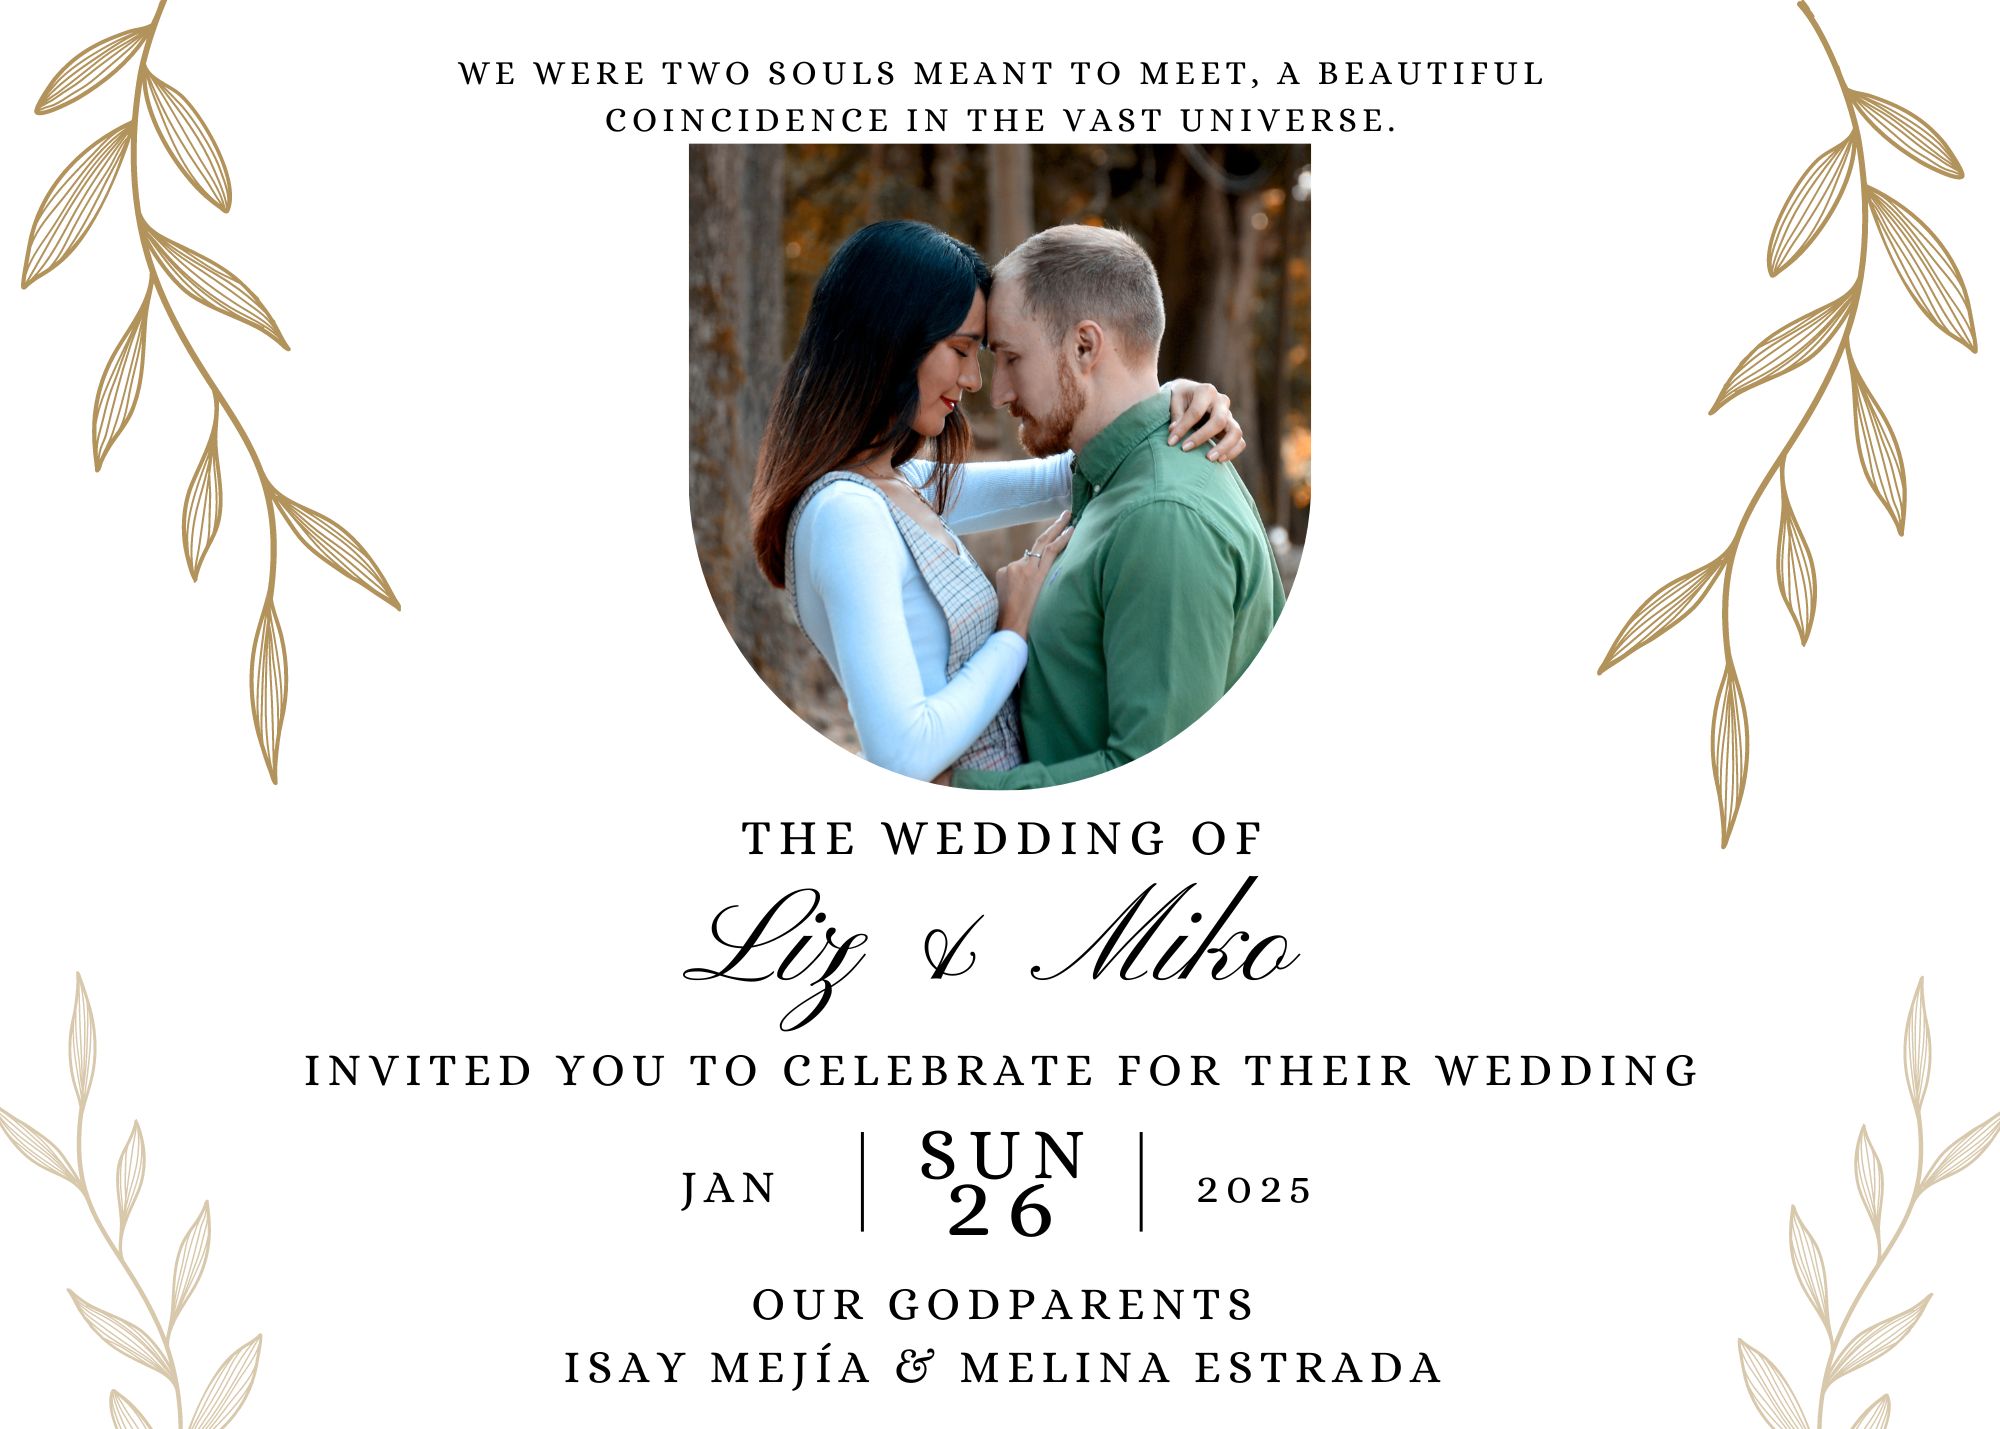 WE WERE TWO SOULS MEANT TO MEET, A BEAUTIFUL
COINCIDENCE IN THE VAST UNIVERSE.
THE WEDDING OF
Liz & Miko
INVITED YOU TO CELEBRATE FOR THEIR WEDDING
JAN
SUN
26
2025
OUR GODPARENTS
ISAY MEJÍA & MELINA ESTRADA